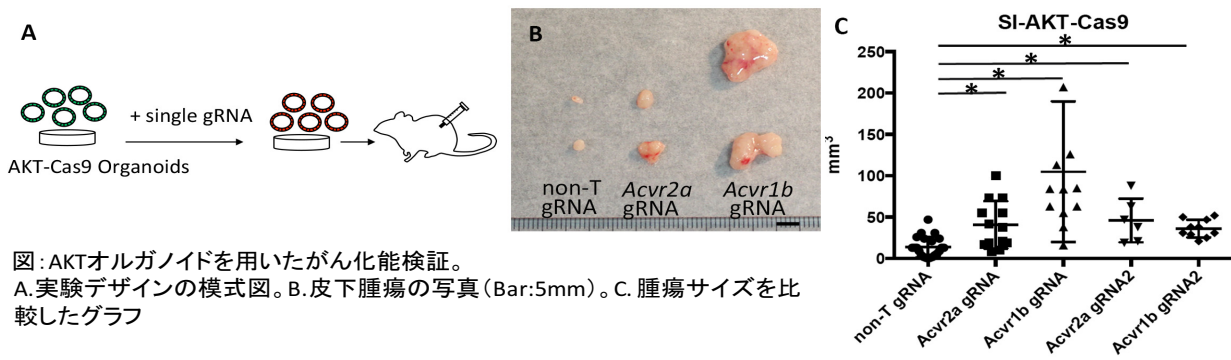 A
+ single gRNA
AKT-Cas9 Organoids
B
non-T
gRNA
Acvr2a
gRNA
Acvr1b
gRNA
C
SI-AKT-Cas9
mm³
250
200
150
100
50
0
*
*
*
*
non-T gRNA
Acvr2a gRNA
Acvr1b gRNA
Acvr2a gRNA2
Acvr1b gRNA2
図:AKTオルガノイドを用いたがん化能検証。
A.実験デザインの模式図。B.皮下腫瘍の写真(Bar:5mm)。C.腫瘍サイズを比
較したグラフ